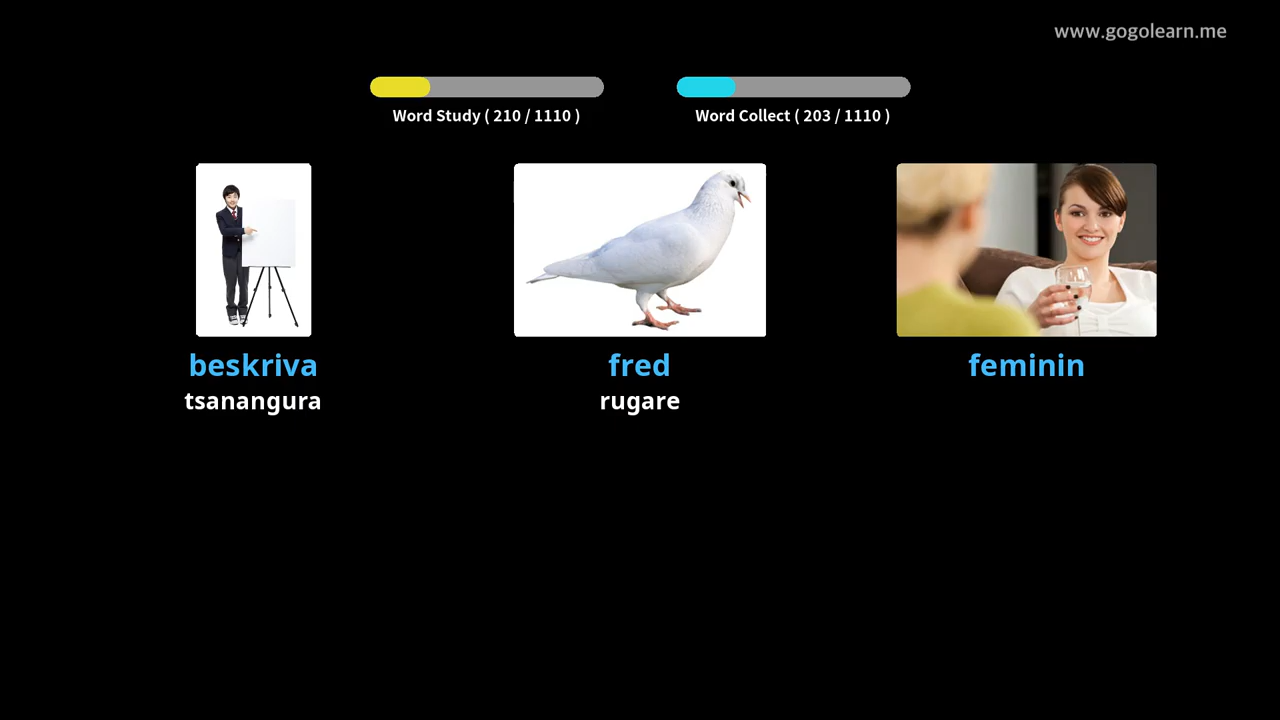 www.gogolearn.me
Word Study ( 210 / 1110 )
Word Collect ( 203 / 1110 )
beskriva
tsanangura
fred
rugare
feminin